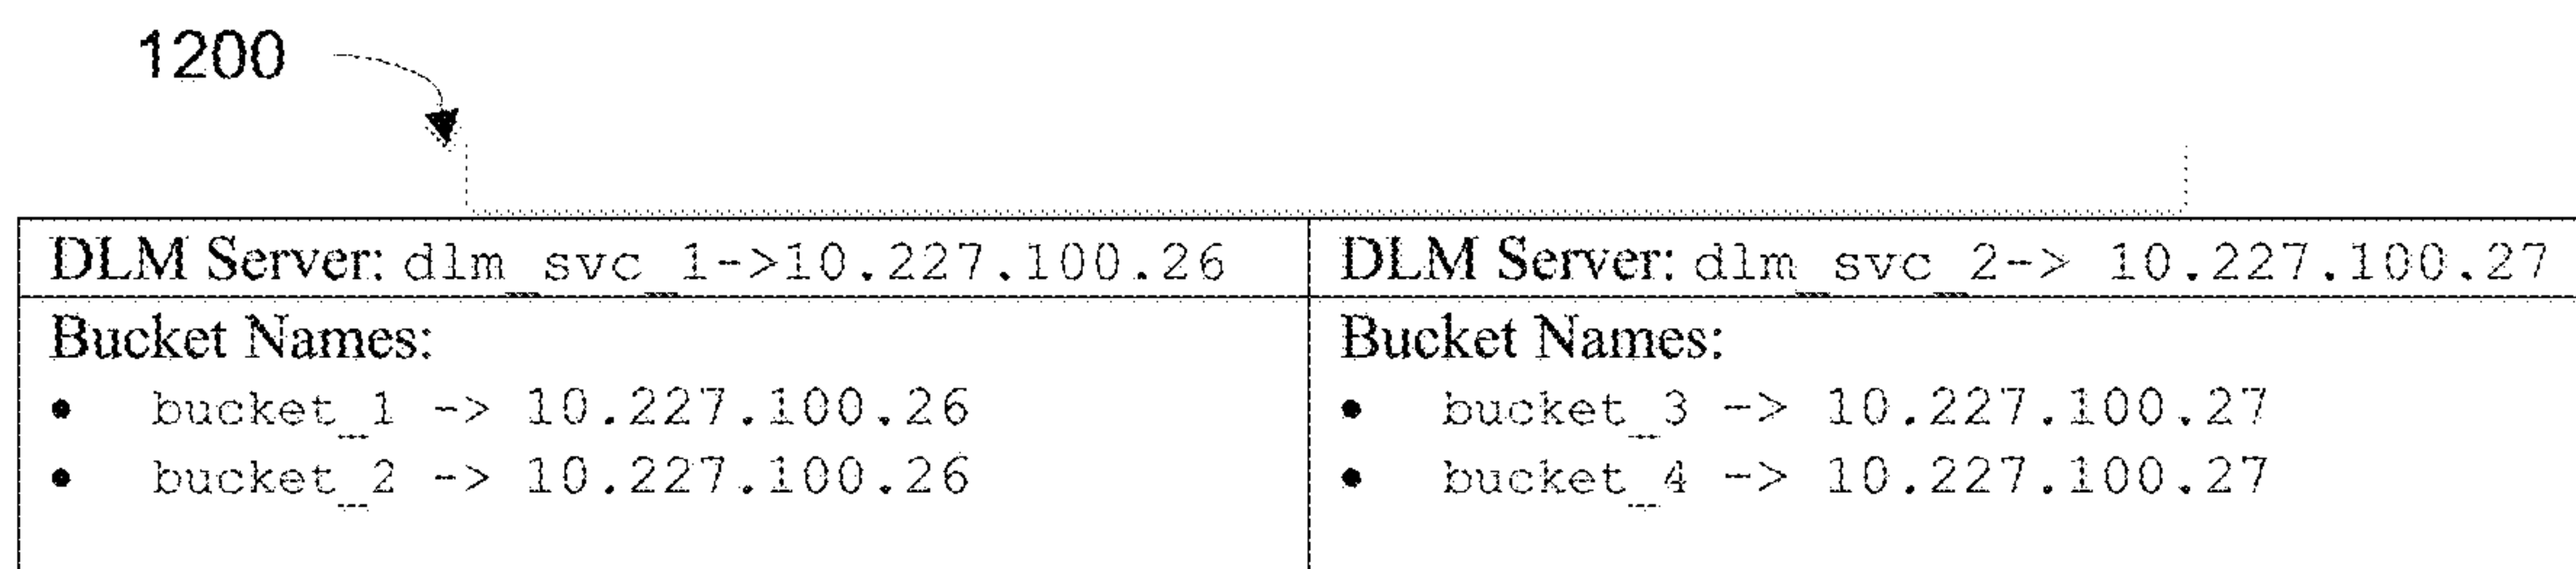 1200
DLM Server: dlm_svc_1->10.227.100.26
DLM Server: dlm_svc_2-> 10.227.100.27
Bucket Names:
• bucket_1 -> 10.227.100.26
• bucket_2 -> 10.227.100.26
Bucket Names:
• bucket_3 -> 10.227.100.27
• bucket_4 -> 10.227.100.27